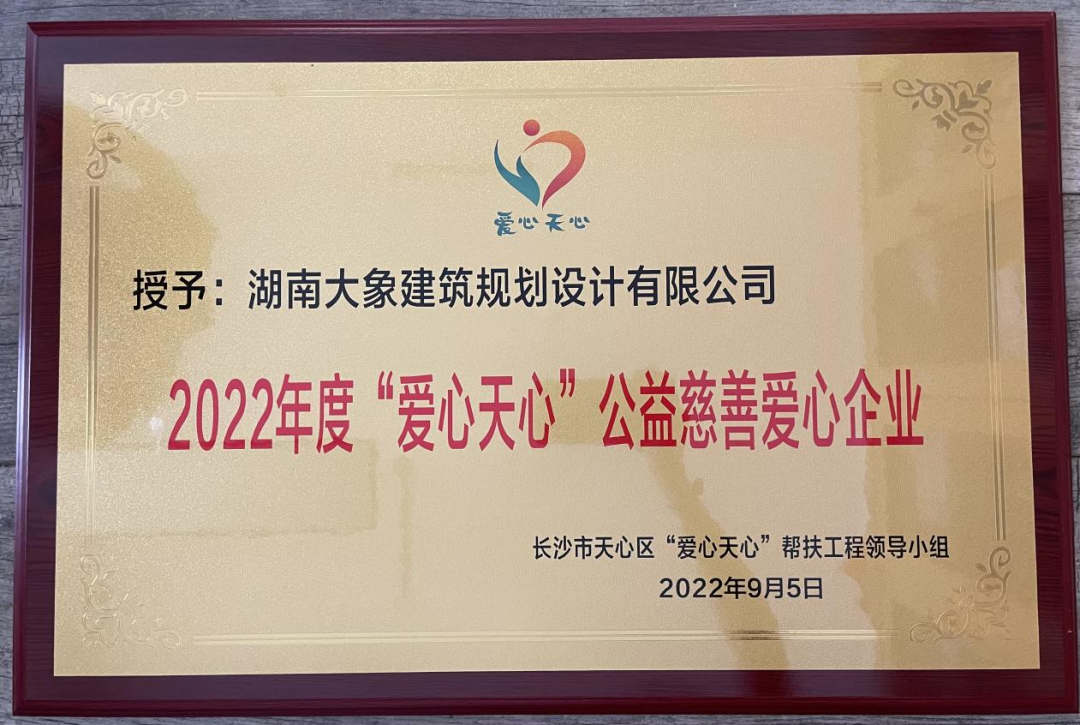 爱心天心
授予：湖南大象建筑规划设计有限公司
2022年度“爱心天心”公益慈善爱心企业
长沙市天心区“爱心天心”帮扶工程领导小组
2022年9月5日